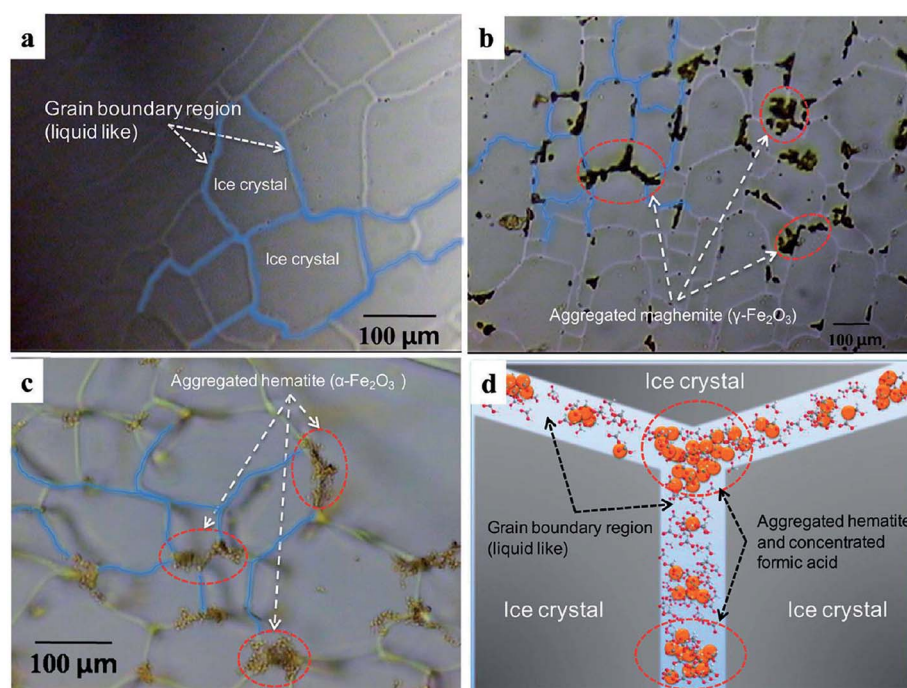 a
Grain boundary region
(liquid like)
Ice crystal
Ice crystal
100 µm
b
Aggregated maghemite (γ-Fe₂O₃)
100 µm
c
Aggregated hematite (α-Fe₂O₃ )
100 µm
d
Ice crystal
Grain boundary region
(liquid like)
Aggregated hematite
and concentrated
formic acid
Ice crystal
Ice crystal